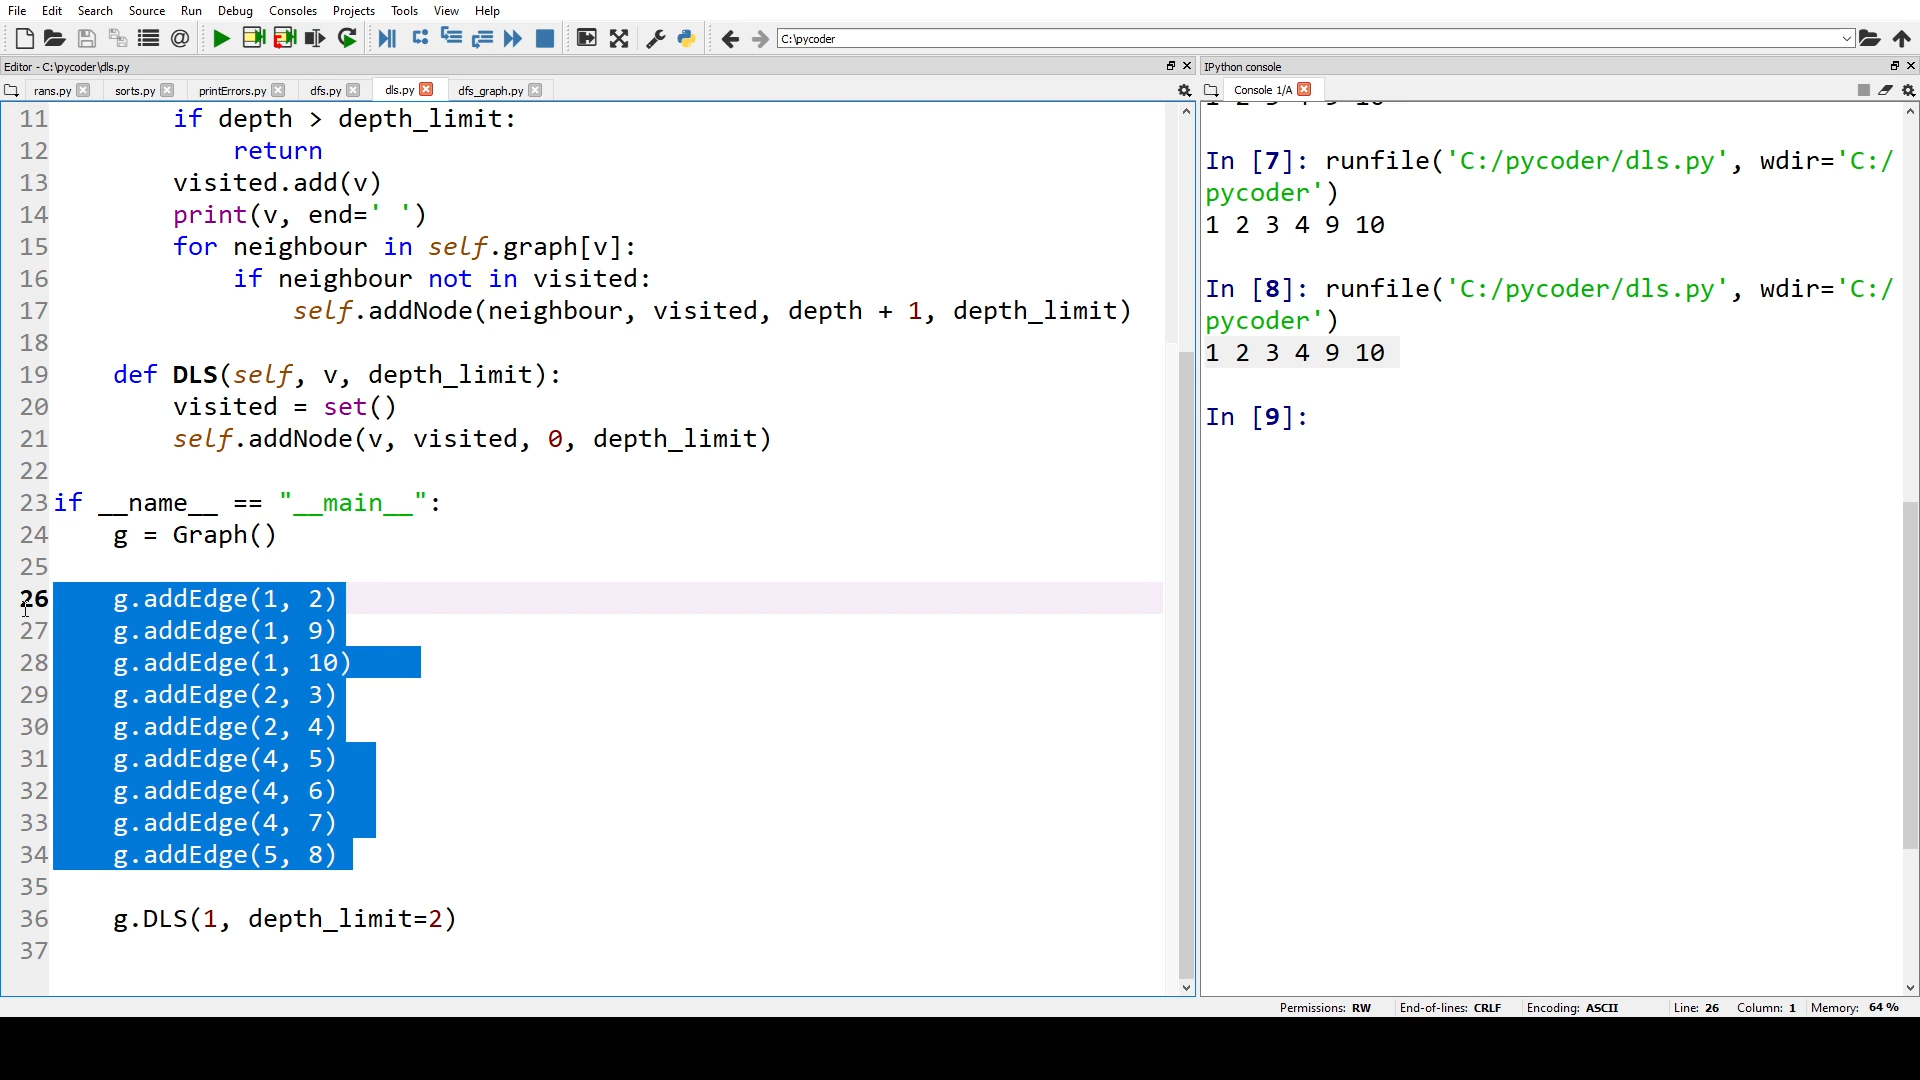 File Edit Search Source Run Debug Consoles Projects Tools View Help
C:\pycoder
Editor - C:\pycoder\dls.py
rans.py sorts.py printErrors.py dfs.py dls.py dfs_graph.py
11 if depth > depth_limit:
12 return
13 visited.add(v)
14 print(v, end=' ')
15 for neighbour in self.graph[v]:
16 if neighbour not in visited:
17 self.addNode(neighbour, visited, depth + 1, depth_limit)
18
19 def DLS(self, v, depth_limit):
20 visited = set()
21 self.addNode(v, visited, 0, depth_limit)
22
23 if __name__ == "__main__":
24 g = Graph()
25
26 g.addEdge(1, 2)
27 g.addEdge(1, 9)
28 g.addEdge(1, 10)
29 g.addEdge(2, 3)
30 g.addEdge(2, 4)
31 g.addEdge(4, 5)
32 g.addEdge(4, 6)
33 g.addEdge(4, 7)
34 g.addEdge(5, 8)
35
36 g.DLS(1, depth_limit=2)
37
IPython console
Console 1/A
In [7]: runfile('C:/pycoder/dls.py', wdir='C:/
pycoder')
1 2 3 4 9 10
In [8]: runfile('C:/pycoder/dls.py', wdir='C:/
pycoder')
1 2 3 4 9 10
In [9]:
Permissions: RW End-of-lines: CRLF Encoding: ASCII Line: 26 Column: 1 Memory: 64 %